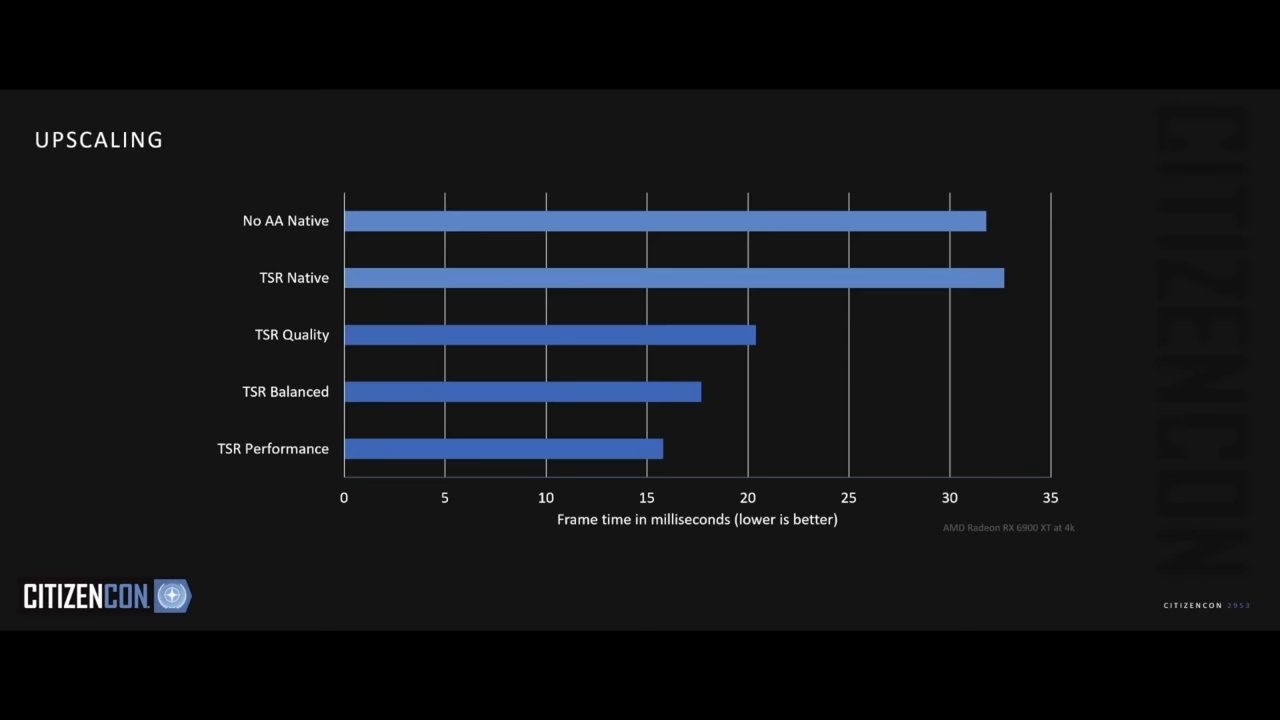 UPSCALING
No AA Native
TSR Native
TSR Quality
TSR Balanced
TSR Performance
0 5 10 15 20 25 30 35
Frame time in milliseconds (lower is better)
AMD Radeon RX 6900 XT at 4k
CITIZENCON
CITIZENCON
CITIZENCON 2953